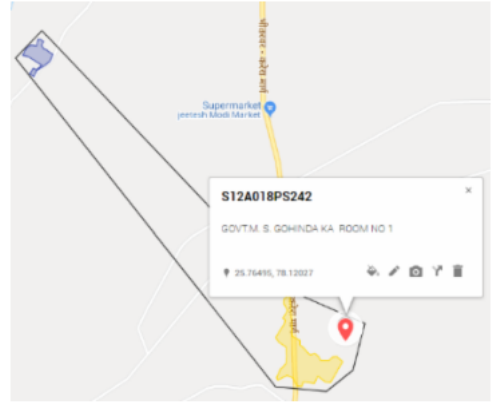 Supermarket
jeetesh Modi Market
S12A018PS242
×
GOVT.M. S. GOHINDA KA ROOM NO 1
25.76495, 78.12027